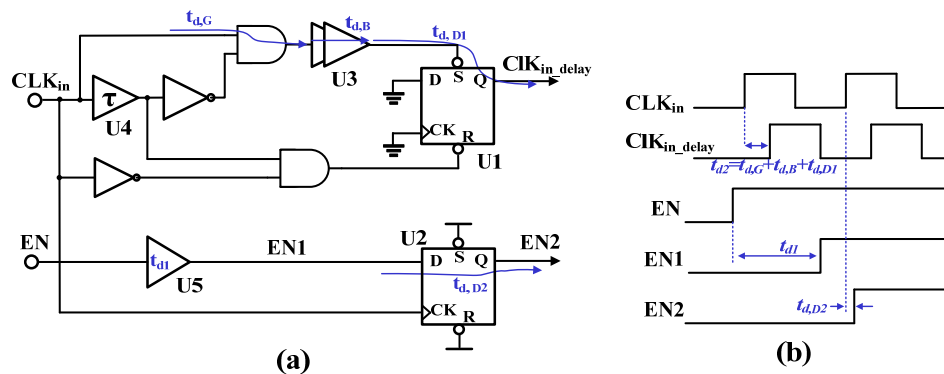 t_d,G
t_d,B
t_d,D1
U3
CLK_in
τ
U4
S
D
Q
ClK_in_delay
CK
R
U1
EN
t_d1
U5
EN1
U2
S
D
Q
EN2
t_d,D2
CK
R
(a)
CLK_in
ClK_in_delay
t_d2=t_d,G+t_d,B+t_d,D1
EN
t_d1
EN1
EN2
t_d,D2
(b)